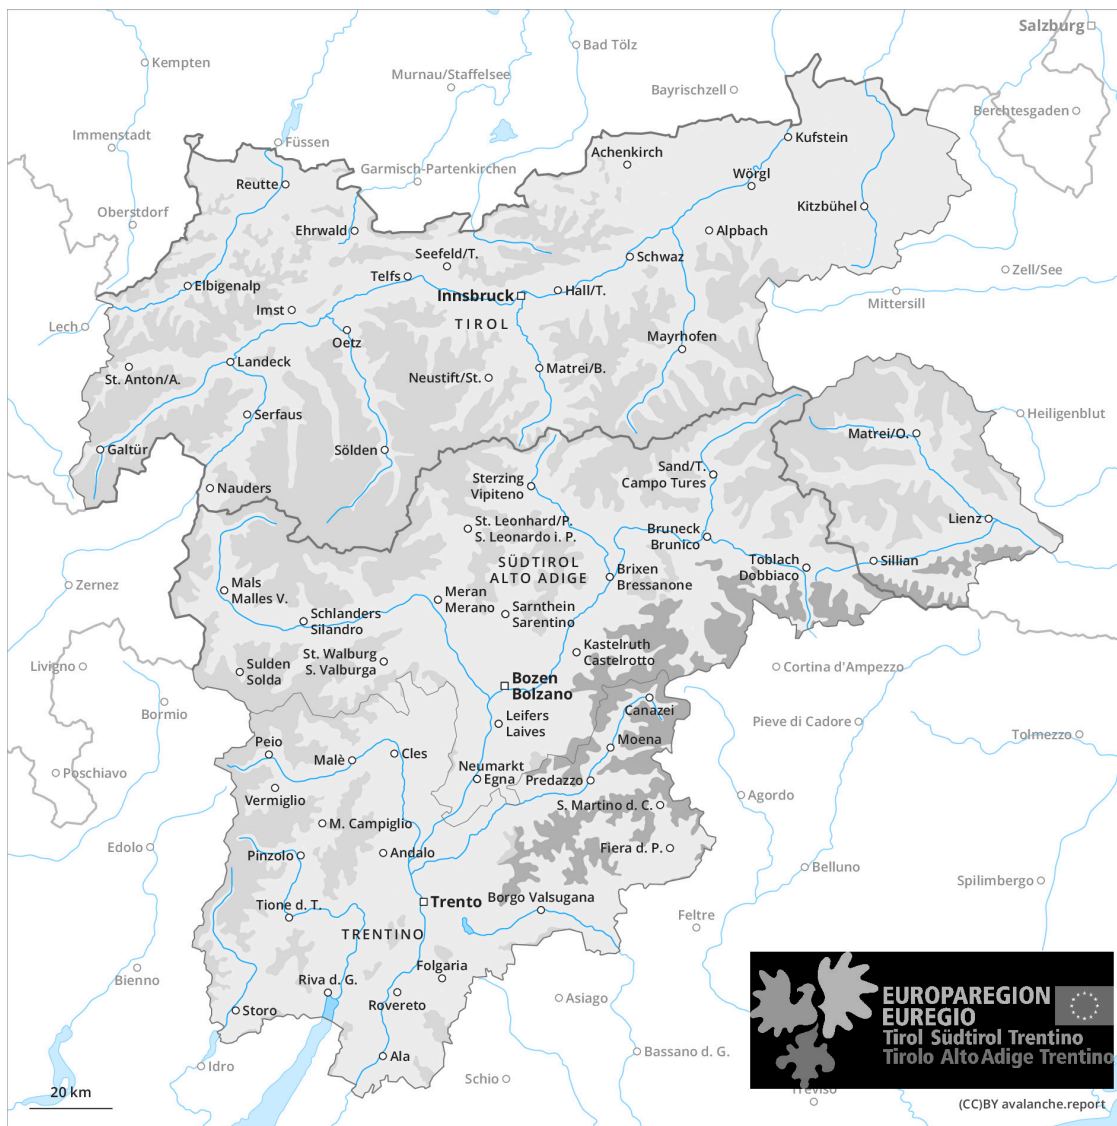 Salzburg
Bad Tölz
Kempten
Murnau/Staffelsee
Bayrischzell
Berchtesgaden
Immenstadt
Füssen
Kufstein
Achenkirch
Garmisch-Partenkirchen
Wörgl
Reutte
Kitzbühel
Oberstdorf
Ehrwald
Alpbach
Seefeld/T.
Schwaz
Telfs
Zell/See
Elbigenalp
Hall/T.
Innsbruck
Mittersill
Imst
TIROL
Lech
Oetz
Mayrhofen
Landeck
Matrei/B.
St. Anton/A.
Neustift/St.
Serfaus
Heiligenblut
Matrei/O.
Galtür
Sölden
Sand/T.
Campo Tures
Sterzing
Vipiteno
Nauders
Lienz
St. Leonhard/P.
S. Leonardo i. P.
Bruneck
Brunico
SÜDTIROL
ALTO ADIGE
Toblach
Dobbiaco
Sillian
Brixen
Bressanone
Zernez
Mals
Malles V.
Meran
Merano
Schlanders
Silandro
Sarnthein
Sarentino
Kastelruth
Castelrotto
St. Walburg
S. Valburga
Livigno
Sulden
Solda
Cortina d'Ampezzo
Bozen
Bolzano
Bormio
Canazei
Leifers
Laives
Pieve di Cadore
Tolmezzo
Peio
Malè
Cles
Moena
Neumarkt
Egna
Predazzo
Poschiavo
Vermiglio
Agordo
S. Martino d. C.
M. Campiglio
Edolo
Pinzolo
Andalo
Fiera d. P.
Belluno
Spilimbergo
Trento
Borgo Valsugana
Tione d. T.
Feltre
TRENTINO
Bienno
Folgaria
Riva d. G.
Rovereto
Asiago
Storo
EUROPAREGION
EUREGIO
Tirol Südtirol Trentino
Tirolo Alto Adige Trentino
Ala
Bassano d. G.
Idro
Schio
20 km
Treviso
(CC)BY avalanche.report